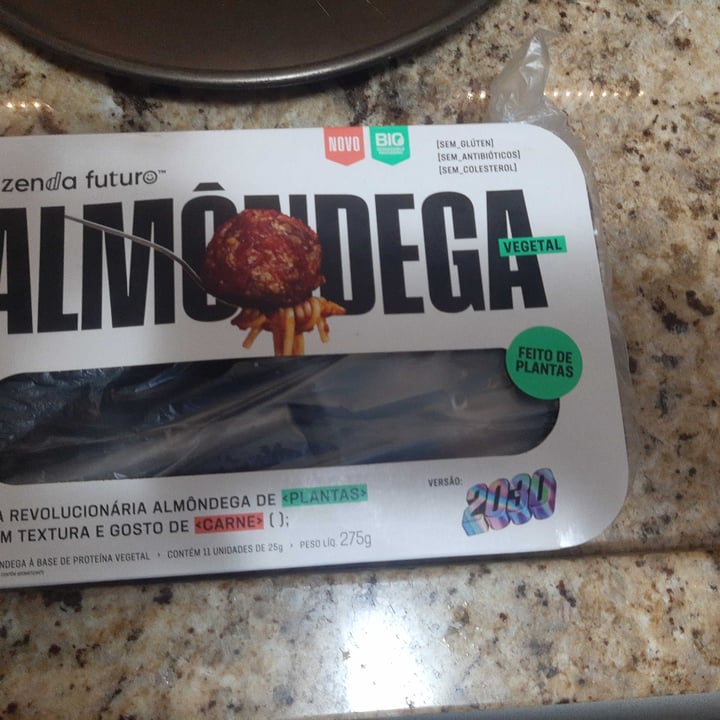 NOVO
BIO
[SEM_GLÚTEN]
[SEM_ANTIBIÓTICOS]
[SEM_COLESTEROL]
zenda futuro™
ALMÔNDEGA
VEGETAL
FEITO DE
PLANTAS
A REVOLUCIONÁRIA ALMÔNDEGA DE <PLANTAS>
M TEXTURA E GOSTO DE <CARNE> ( );
VERSÃO:
2030
NDEGA À BASE DE PROTEÍNA VEGETAL • CONTÉM 11 UNIDADES DE 25g • PESO LÍQ. 275g